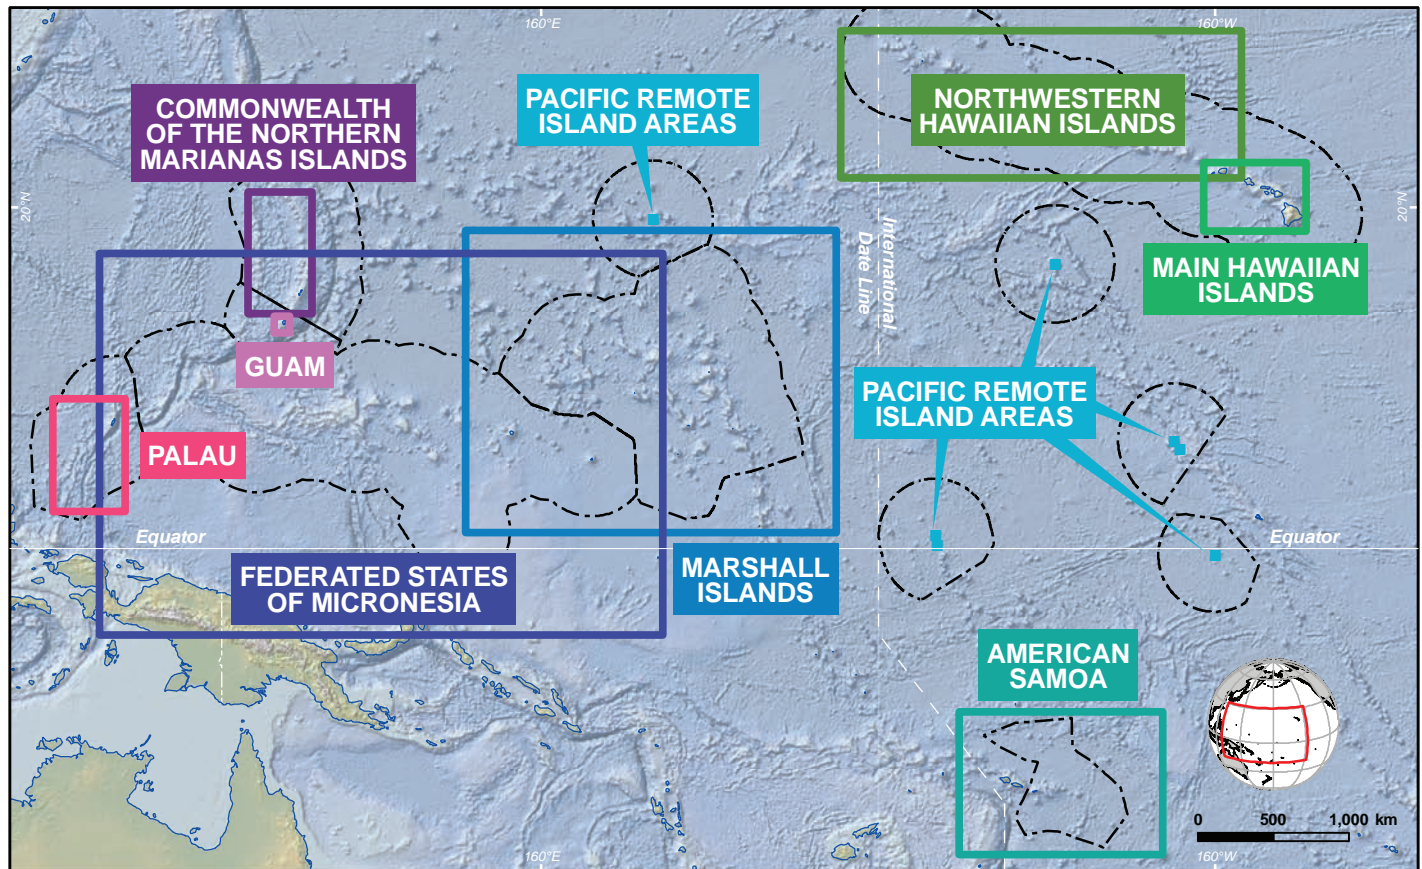 160°E
160°W
COMMONWEALTH
OF THE NORTHERN
MARIANAS ISLANDS
PACIFIC REMOTE
ISLAND AREAS
NORTHWESTERN
HAWAIIAN ISLANDS
20°N
20°N
International
Date Line
MAIN HAWAIIAN
ISLANDS
GUAM
PACIFIC REMOTE
ISLAND AREAS
PALAU
Equator
Equator
FEDERATED STATES
OF MICRONESIA
MARSHALL
ISLANDS
AMERICAN
SAMOA
0 500 1,000 km
160°E
160°W